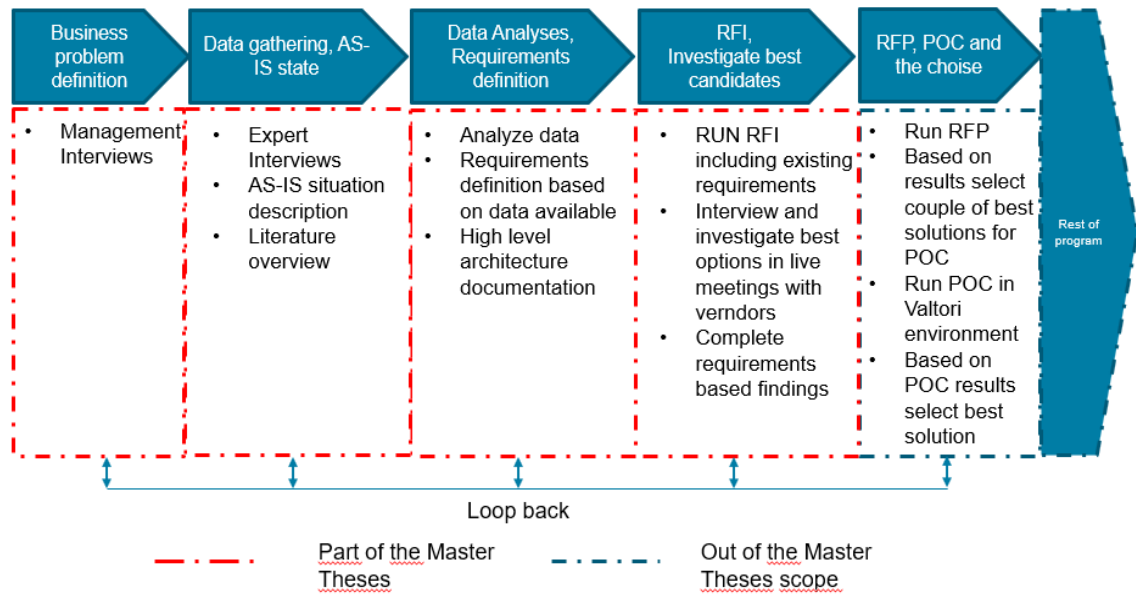 Business
problem
definition
Data gathering, AS-
IS state
Data Analyses,
Requirements
definition
RFI,
Investigate best
candidates
RFP, POC and
the choise
Rest of
program
• Management
Interviews
• Expert
Interviews
• AS-IS situation
description
• Literature
overview
• Analyze data
• Requirements
definition based
on data available
• High level
architecture
documentation
• RUN RFI
including existing
requirements
• Interview and
investigate best
options in live
meetings with
verndors
• Complete
requirements
based findings
• Run RFP
• Based on
results select
couple of best
solutions for
POC
• Run POC in
Valtori
environment
• Based on
POC results
select best
solution
Loop back
Part of the Master
Theses
Out of the Master
Theses scope